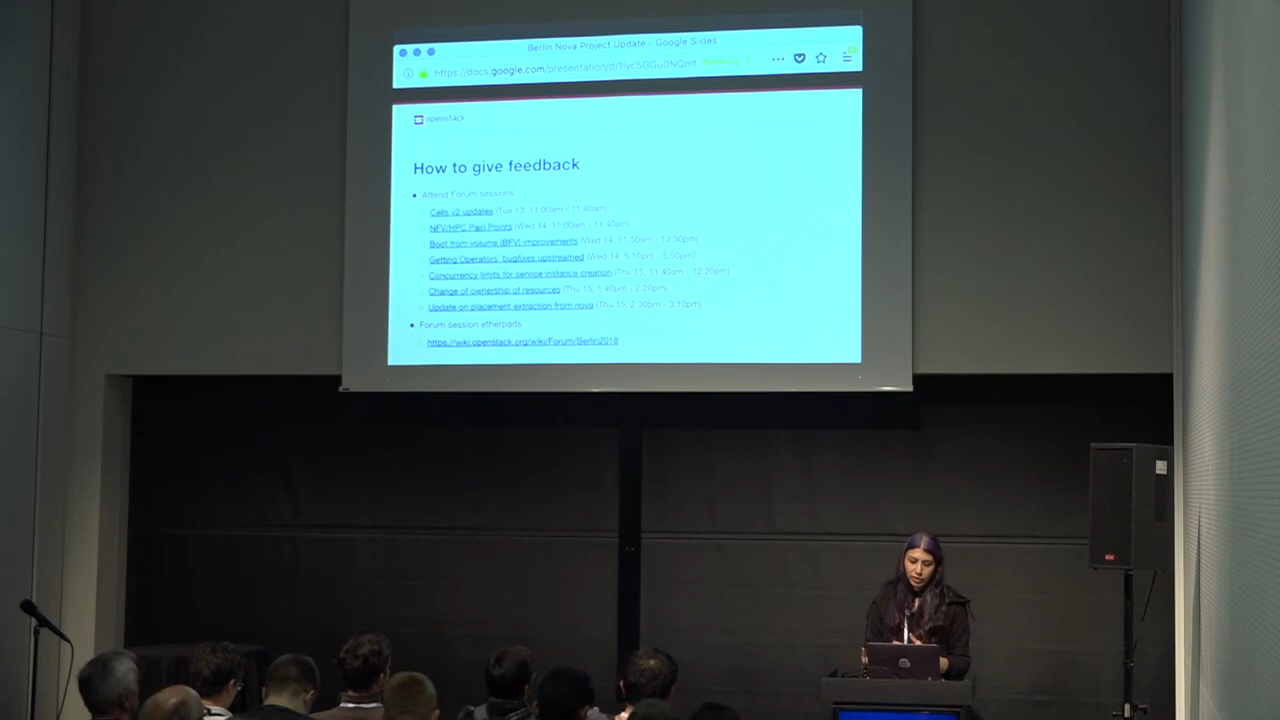 Berlin Nova Project Update - Google Slides
https://docs.google.com/presentation/d/1Iyc5GGu0NQmt
openstack
How to give feedback
Attend Forum sessions
Cells v2 updates (Tue 13, 11:00am - 11:40am)
NFV/HPC Pain Points (Wed 14, 11:00am - 11:40am)
Boot from volume (BFV) improvements (Wed 14, 11:50am - 12:30pm)
Getting Operators' bugfixes upstreamed (Wed 14, 5:10pm - 5:50pm)
Concurrency limits for service instance creation (Thu 15, 11:40am - 12:20pm)
Change of ownership of resources (Thu 15, 1:40pm - 2:20pm)
Update on placement extraction from nova (Thu 15, 2:30pm - 3:10pm)
Forum session etherpads
https://wiki.openstack.org/wiki/Forum/Berlin2018